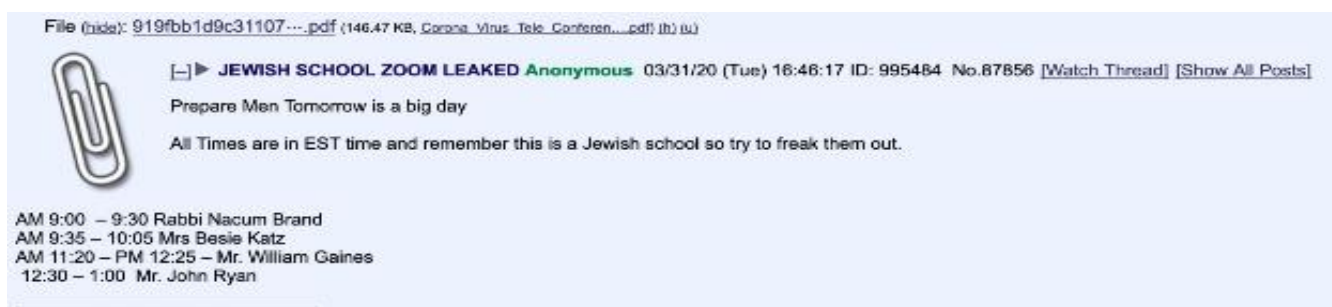 File (hide): 919fbb1d9c31107---.pdf (146.47 KB, Corona_Virus_Tele_Conferen....pdf) (h) (u)
[–]▶ JEWISH SCHOOL ZOOM LEAKED Anonymous 03/31/20 (Tue) 16:46:17 ID: 995484 No.87856 [Watch Thread] [Show All Posts]
Prepare Men Tomorrow is a big day
All Times are in EST time and remember this is a Jewish school so try to freak them out.
AM 9:00 – 9:30 Rabbi Nacum Brand
AM 9:35 – 10:05 Mrs Besie Katz
AM 11:20 – PM 12:25 – Mr. William Gaines
12:30 – 1:00 Mr. John Ryan